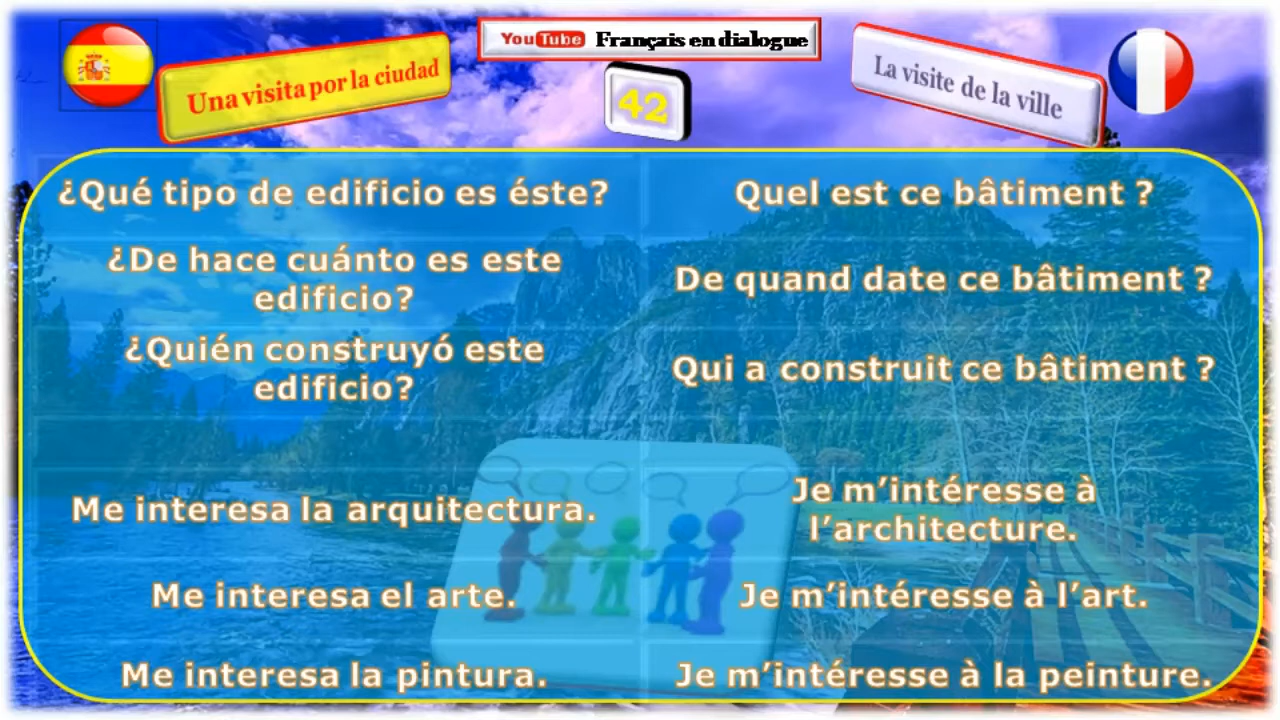 YouTube Français en dialogue
Una visita por la ciudad
42
La visite de la ville
¿Qué tipo de edificio es éste?
Quel est ce bâtiment ?
¿De hace cuánto es este
edificio?
De quand date ce bâtiment ?
¿Quién construyó este
edificio?
Qui a construit ce bâtiment ?
Me interesa la arquitectura.
Je m’intéresse à
l’architecture.
Me interesa el arte.
Je m’intéresse à l’art.
Me interesa la pintura.
Je m’intéresse à la peinture.